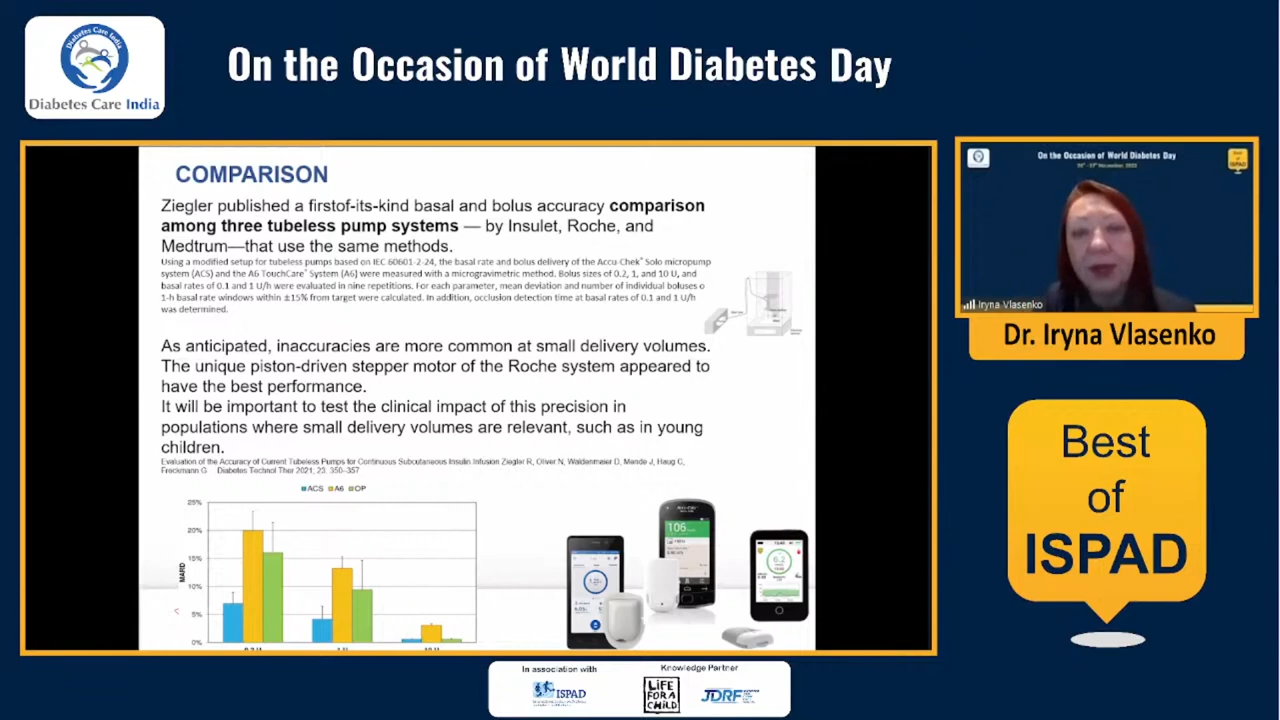 Diabetes Care India
Diabetes Care India
On the Occasion of World Diabetes Day
COMPARISON
Ziegler published a firstof-its-kind basal and bolus accuracy comparison
among three tubeless pump systems — by Insulet, Roche, and
Medtrum—that use the same methods.
Using a modified setup for tubeless pumps based on IEC 60601-2-24, the basal rate and bolus delivery of the Accu-Chek® Solo micropump
system (ACS) and the A6 TouchCare® System (A6) were measured with a microgravimetric method. Bolus sizes of 0.2, 1, and 10 U, and
basal rates of 0.1 and 1 U/h were evaluated in nine repetitions. For each parameter, mean deviation and number of individual boluses o
1-h basal rate windows within ±15% from target were calculated. In addition, occlusion detection time at basal rates of 0.1 and 1 U/h
was determined.
As anticipated, inaccuracies are more common at small delivery volumes.
The unique piston-driven stepper motor of the Roche system appeared to
have the best performance.
It will be important to test the clinical impact of this precision in
populations where small delivery volumes are relevant, such as in young
children.
Evaluation of the Accuracy of Current Tubeless Pumps for Continuous Subcutaneous Insulin Infusion Ziegler R, Oliver N, Waldenmaier D, Mende J, Haug C,
Freckmann G Diabetes Technol Ther 2021; 23: 350–357
ACS A6 OP
25%
20%
15%
10%
5%
0%
MARD
106
6.2
On the Occasion of World Diabetes Day
Best
of
ISPAD
Iryna Vlasenko
Dr. Iryna Vlasenko
Best
of
ISPAD
In association with
ISPAD
Knowledge Partner
LiFE
FOR A
CHiLD
JDRF